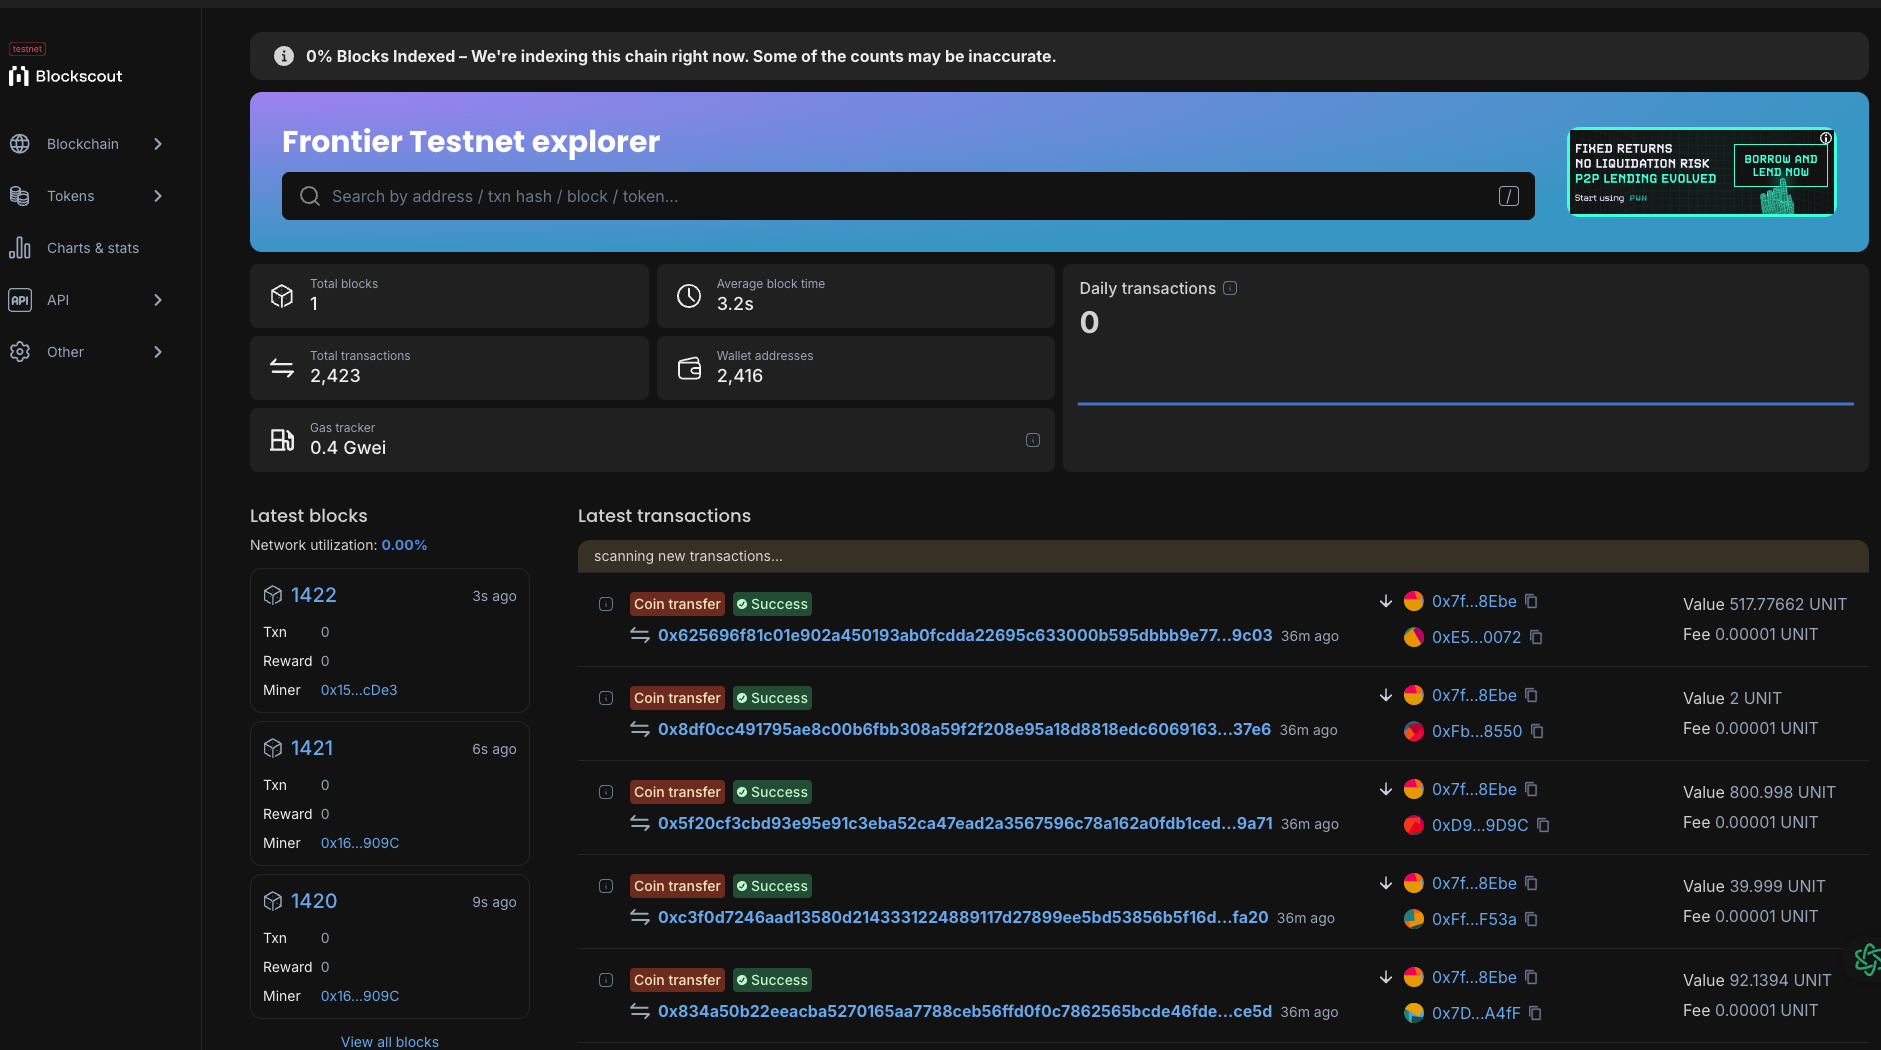 testnet
Blockscout
Blockchain
Tokens
Charts & stats
API
API
Other
0% Blocks Indexed – We're indexing this chain right now. Some of the counts may be inaccurate.
Frontier Testnet explorer
Search by address / txn hash / block / token...
/
FIXED RETURNS
NO LIQUIDATION RISK
P2P LENDING EVOLVED
Start using PWN
BORROW AND
LEND NOW
Total blocks
1
Average block time
3.2s
Total transactions
2,423
Wallet addresses
2,416
Gas tracker
0.4 Gwei
Daily transactions
0
Latest blocks
Network utilization: 0.00%
1422 3s ago
Txn 0
Reward 0
Miner 0x15...cDe3
1421 6s ago
Txn 0
Reward 0
Miner 0x16...909C
1420 9s ago
Txn 0
Reward 0
Miner 0x16...909C
View all blocks
Latest transactions
scanning new transactions...
Coin transfer Success
0x625696f81c01e902a450193ab0fcdda22695c633000b595dbbb9e77...9c03 36m ago
0x7f...8Ebe
0xE5...0072
Value 517.77662 UNIT
Fee 0.00001 UNIT
Coin transfer Success
0x8df0cc491795ae8c00b6fbb308a59f2f208e95a18d8818edc6069163...37e6 36m ago
0x7f...8Ebe
0xFb...8550
Value 2 UNIT
Fee 0.00001 UNIT
Coin transfer Success
0x5f20cf3cbd93e95e91c3eba52ca47ead2a3567596c78a162a0fdb1ced...9a71 36m ago
0x7f...8Ebe
0xD9...9D9C
Value 800.998 UNIT
Fee 0.00001 UNIT
Coin transfer Success
0xc3f0d7246aad13580d2143331224889117d27899ee5bd53856b5f16d...fa20 36m ago
0x7f...8Ebe
0xFf...F53a
Value 39.999 UNIT
Fee 0.00001 UNIT
Coin transfer Success
0x834a50b22eeacba5270165aa7788ceb56ffd0f0c7862565bcde46fde...ce5d 36m ago
0x7f...8Ebe
0x7D...A4fF
Value 92.1394 UNIT
Fee 0.00001 UNIT